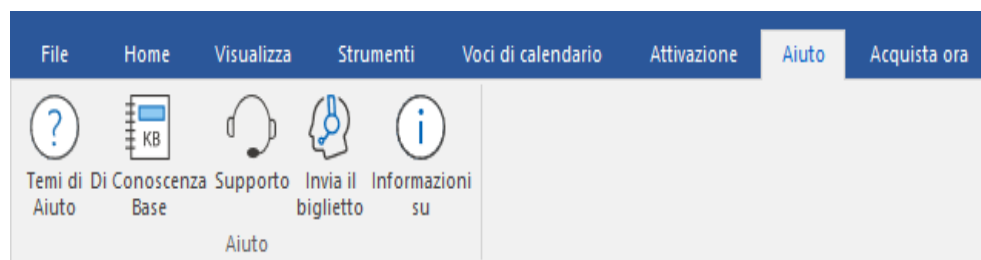 File Home Visualizza Strumenti Voci di calendario Attivazione Aiuto Acquista ora
KB
Temi di Di Conoscenza Supporto Invia il Informazioni
Aiuto Base biglietto su
Aiuto